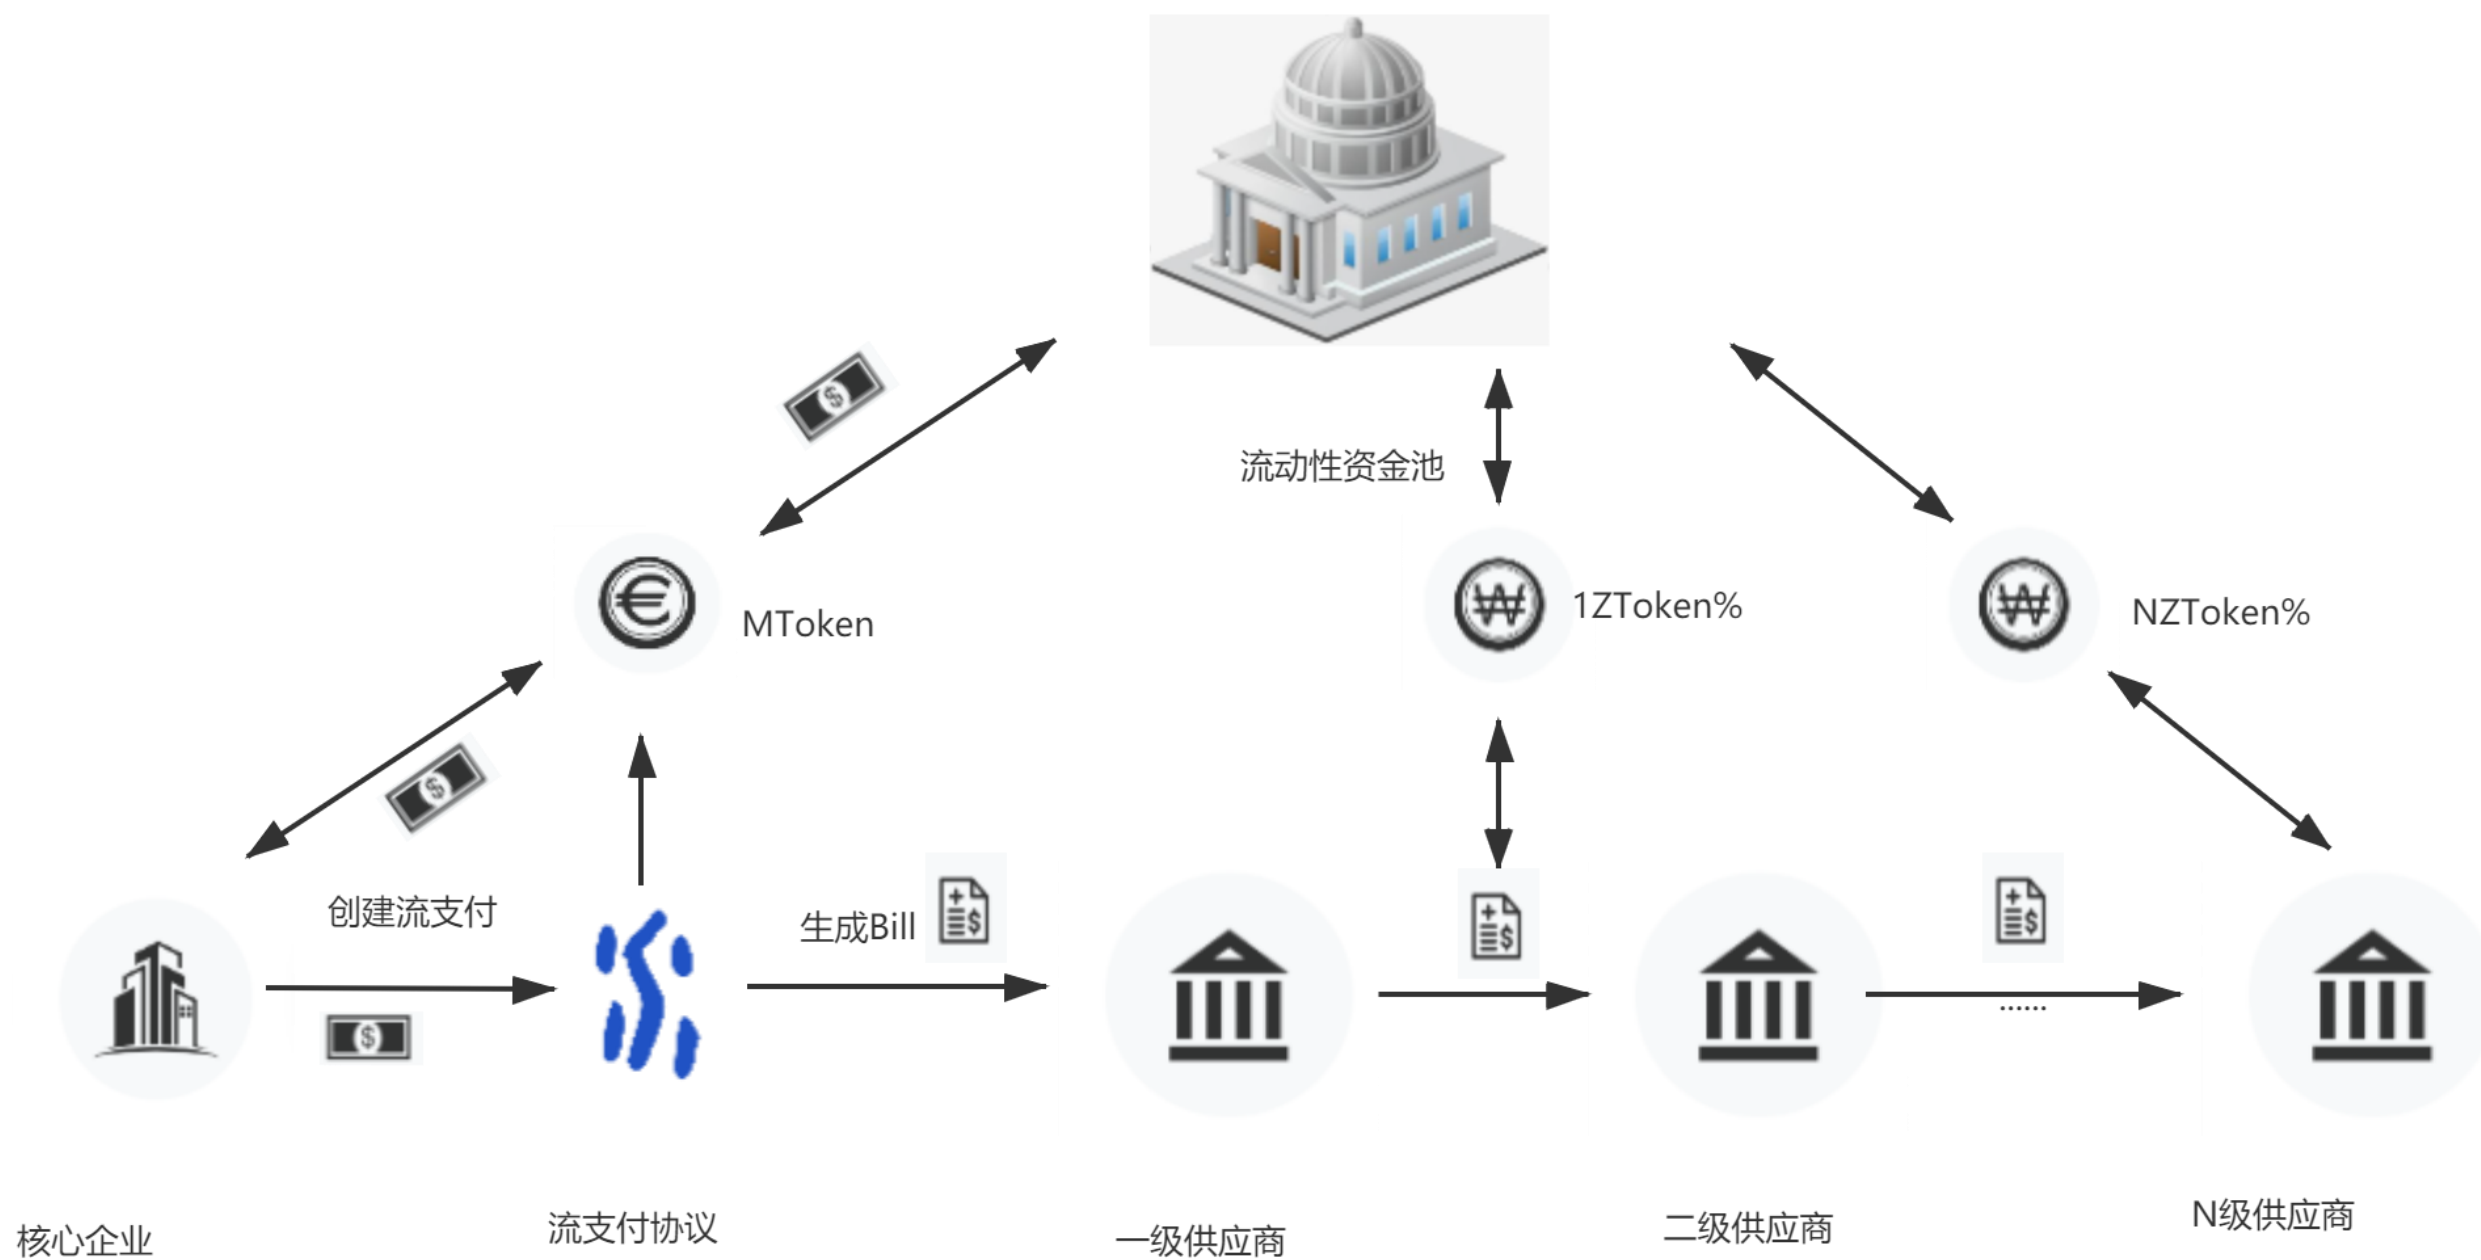 流动性资金池
MToken
1ZToken%
NZToken%
创建流支付
生成Bill
......
核心企业
流支付协议
一级供应商
二级供应商
N级供应商